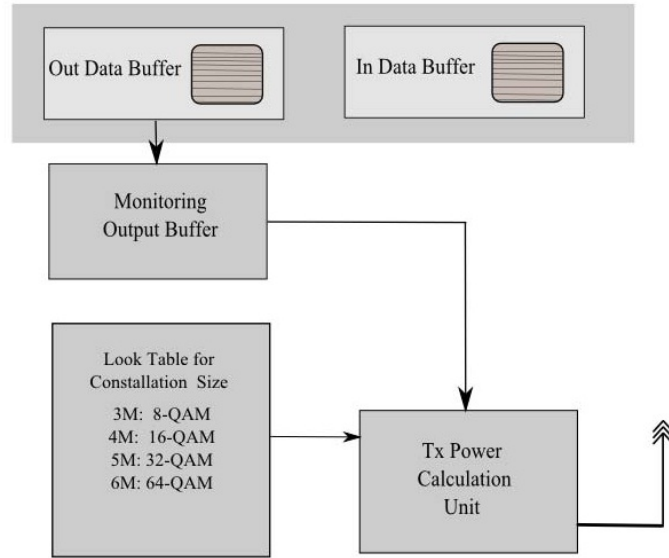 Out Data Buffer
In Data Buffer
Monitoring
Output Buffer
Look Table for
Constallation Size
3M: 8-QAM
4M: 16-QAM
5M: 32-QAM
6M: 64-QAM
Tx Power
Calculation
Unit